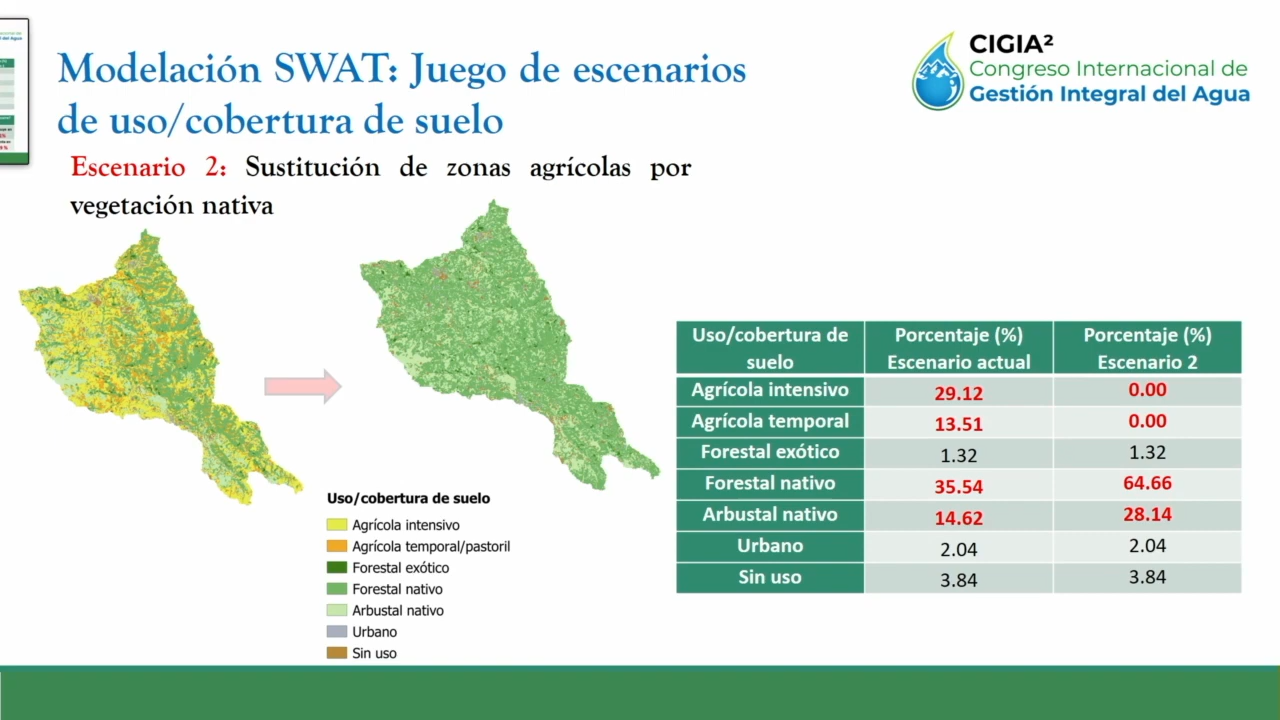 Modelación SWAT: Juego de escenarios
de uso/cobertura de suelo
CIGIA²
Congreso Internacional de
Gestión Integral del Agua
Escenario 2: Sustitución de zonas agrícolas por
vegetación nativa
Uso/cobertura de suelo
Agrícola intensivo
Agrícola temporal/pastoril
Forestal exótico
Forestal nativo
Arbustal nativo
Urbano
Sin uso
Uso/cobertura de suelo Porcentaje (%) Escenario actual Porcentaje (%) Escenario 2
Agrícola intensivo 29.12 0.00
Agrícola temporal 13.51 0.00
Forestal exótico 1.32 1.32
Forestal nativo 35.54 64.66
Arbustal nativo 14.62 28.14
Urbano 2.04 2.04
Sin uso 3.84 3.84